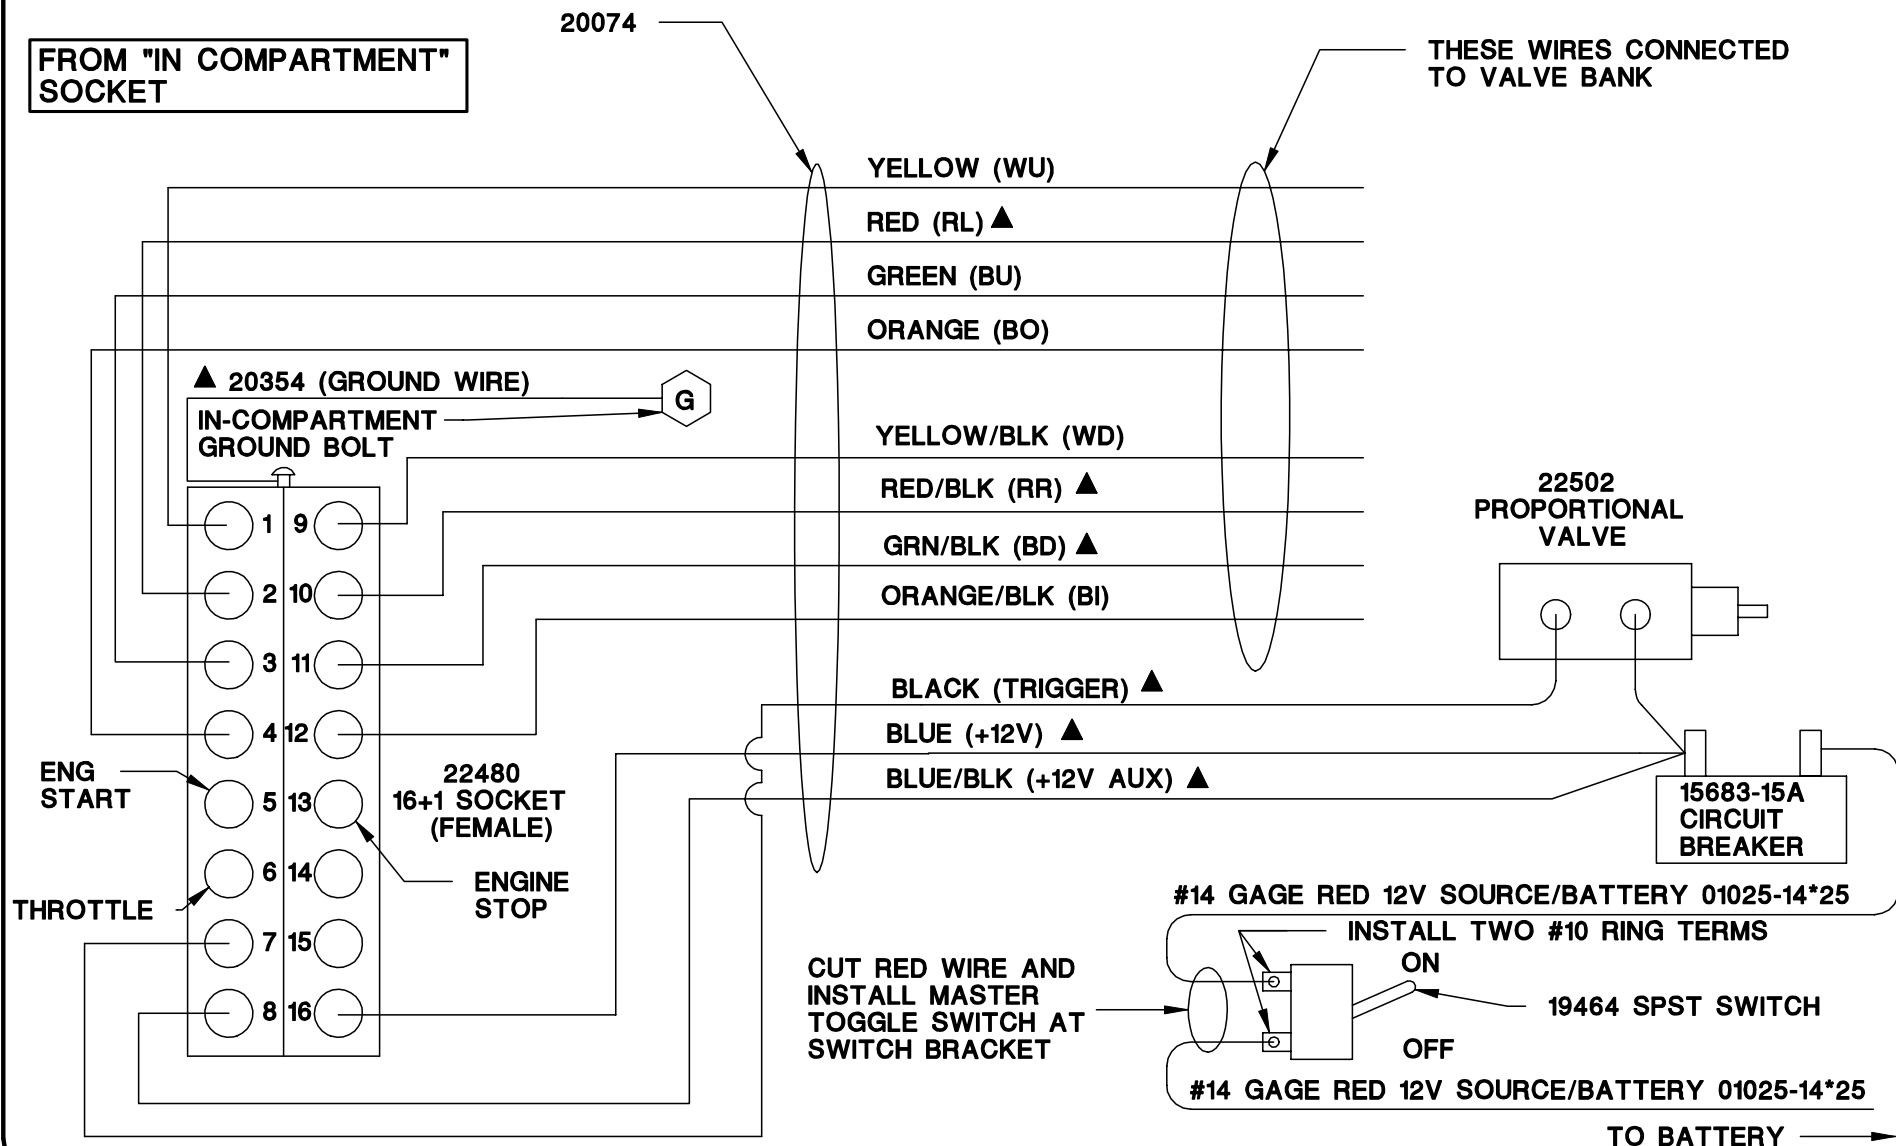 20074
FROM "IN COMPARTMENT"
SOCKET
THESE WIRES CONNECTED
TO VALVE BANK
YELLOW (WU)
RED (RL) ▲
GREEN (BU)
ORANGE (BO)
▲ 20354 (GROUND WIRE)
G
IN-COMPARTMENT
GROUND BOLT
YELLOW/BLK (WD)
RED/BLK (RR) ▲
GRN/BLK (BD) ▲
ORANGE/BLK (BI)
22502
PROPORTIONAL
VALVE
1 9
2 10
3 11
4 12
5 13
6 14
7 15
8 16
BLACK (TRIGGER) ▲
BLUE (+12V) ▲
BLUE/BLK (+12V AUX) ▲
ENG
START
22480
16+1 SOCKET
(FEMALE)
15683-15A
CIRCUIT
BREAKER
ENGINE
STOP
THROTTLE
#14 GAGE RED 12V SOURCE/BATTERY 01025-14*25
INSTALL TWO #10 RING TERMS
ON
CUT RED WIRE AND
INSTALL MASTER
TOGGLE SWITCH AT
SWITCH BRACKET
19464 SPST SWITCH
OFF
#14 GAGE RED 12V SOURCE/BATTERY 01025-14*25
TO BATTERY